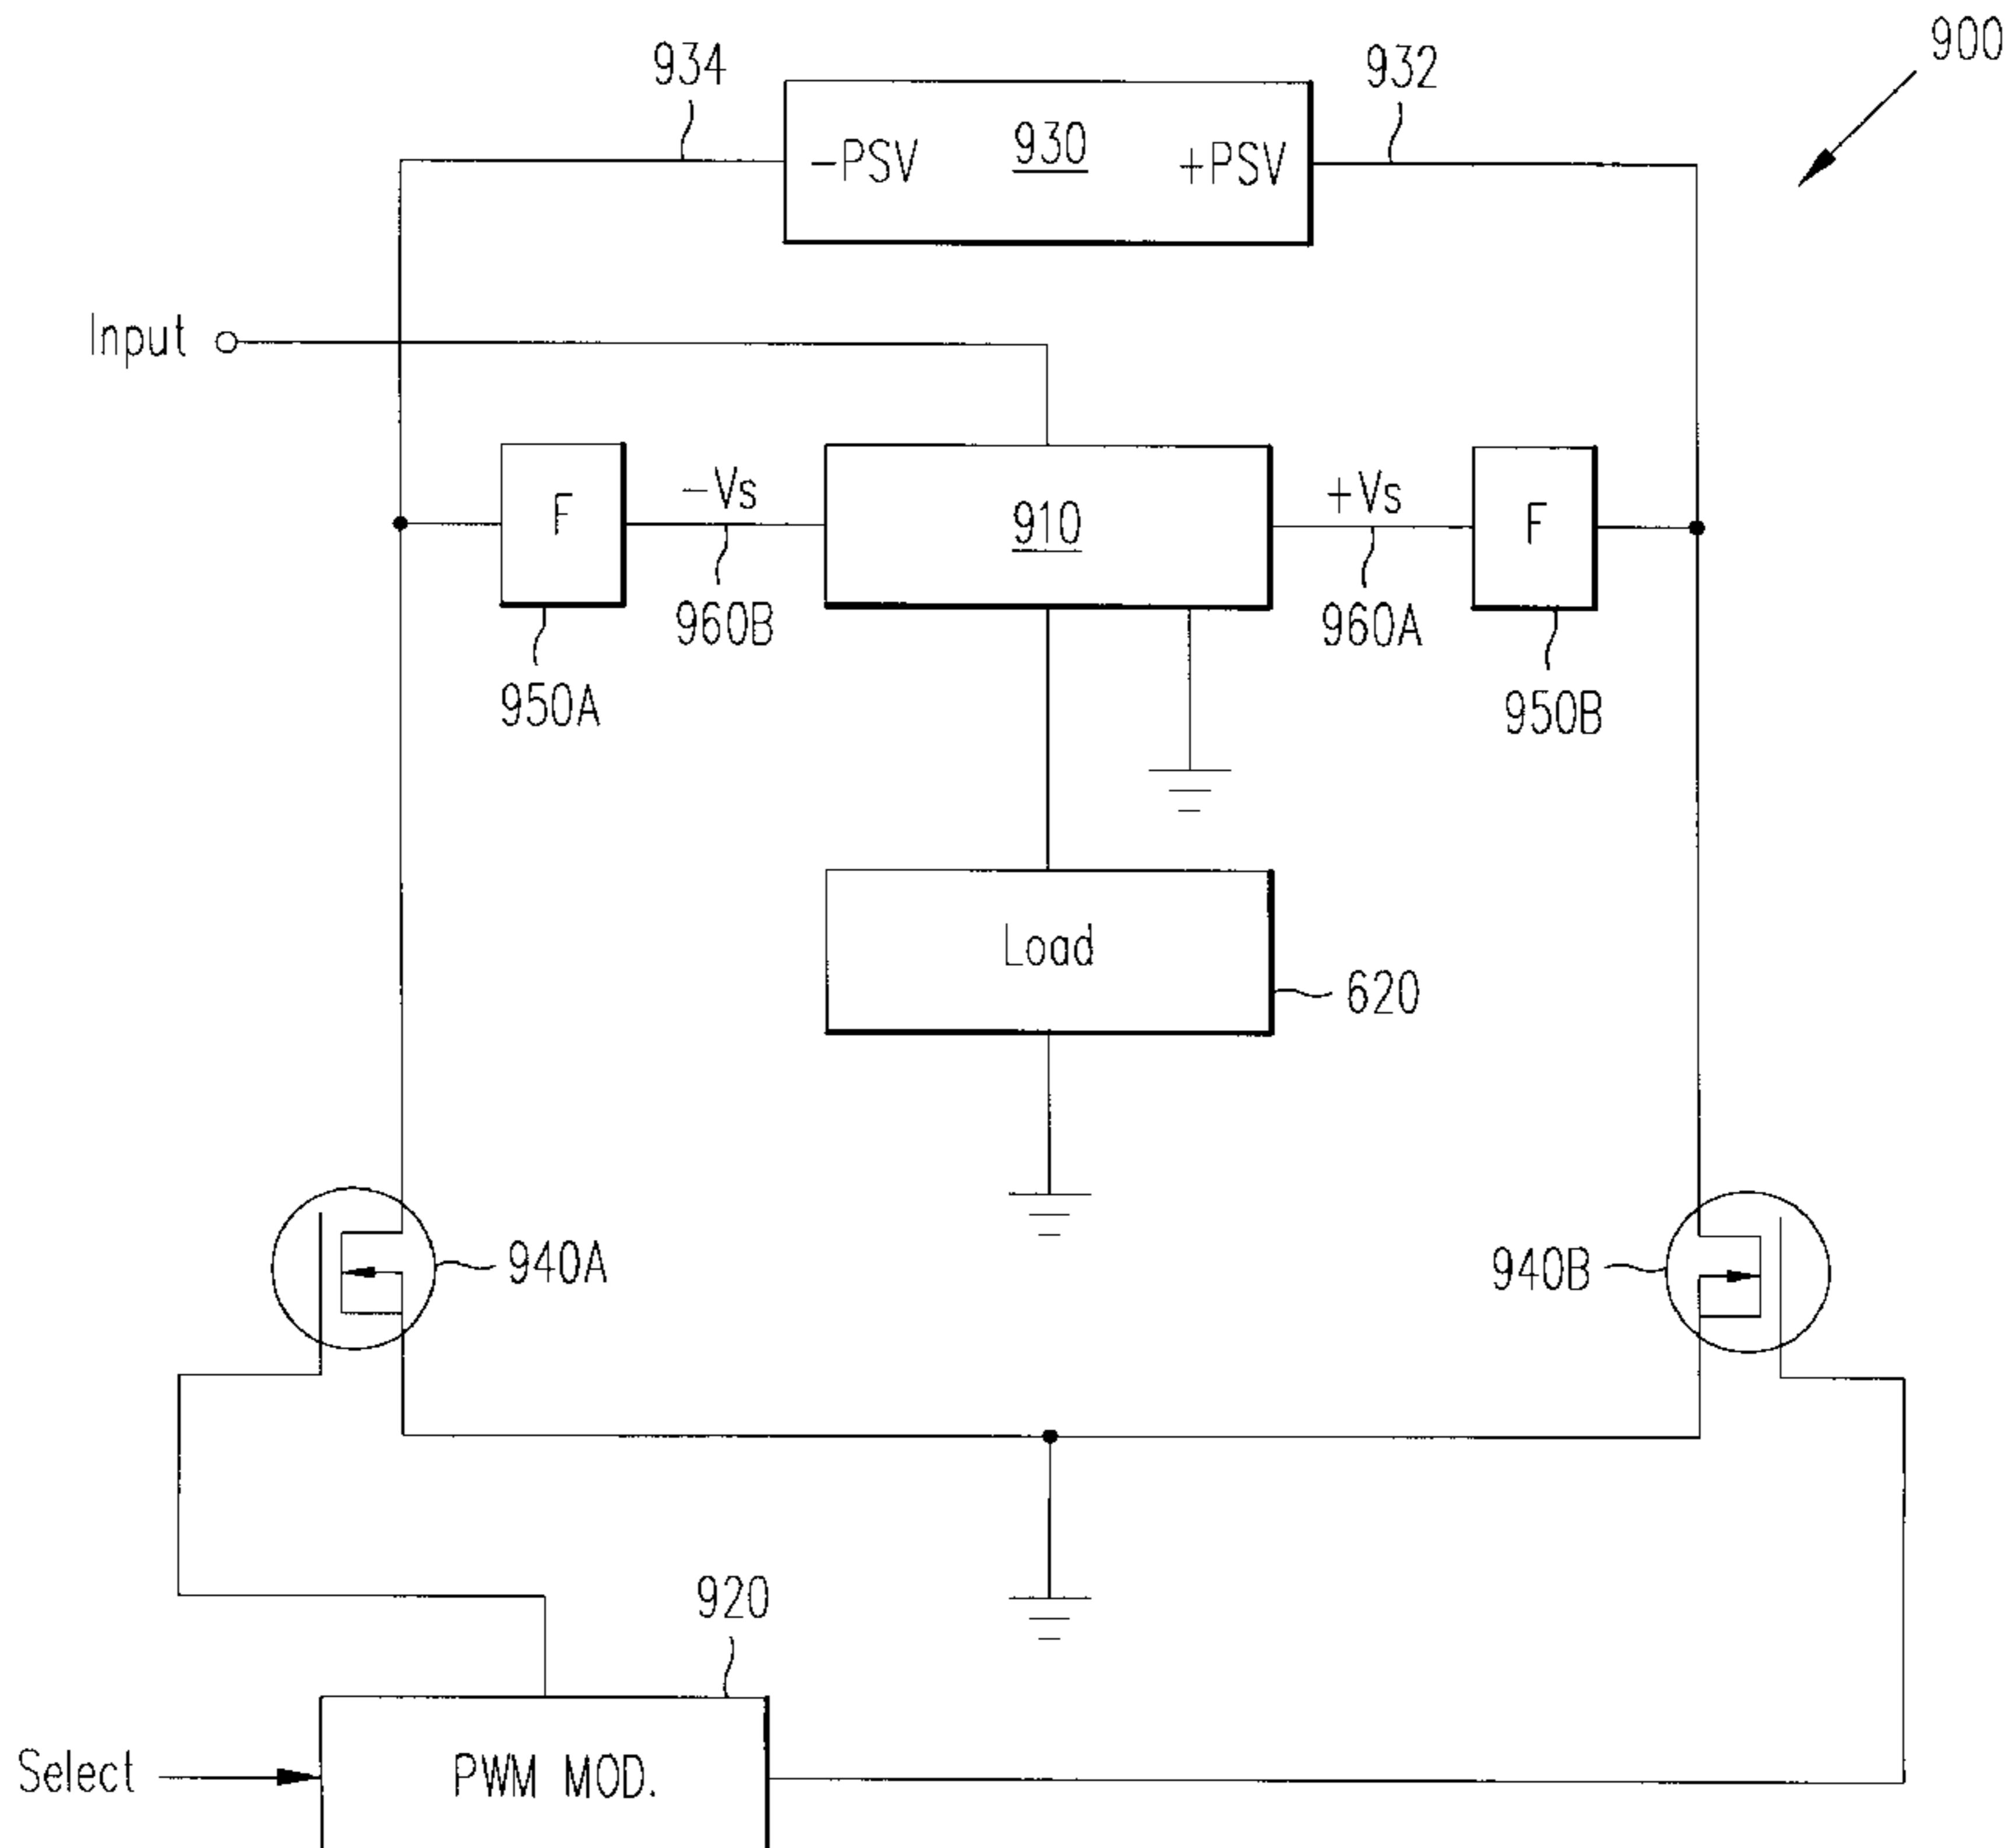 900
934
932
-PSV
930
+PSV
Input
F
-Vs
910
+Vs
F
960B
960A
950A
950B
Load
620
940A
940B
920
Select
PWM MOD.